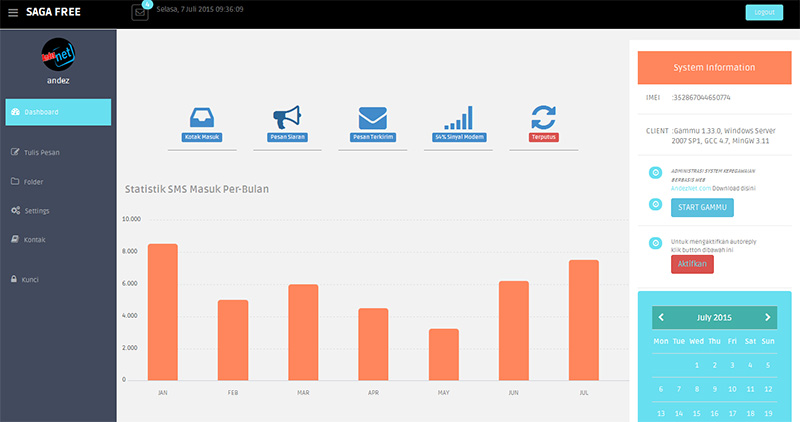 SAGA FREE
4
Selasa, 7 Juli 2015 09:36:09
Logout
net
andez
Dashboard
Tulis Pesan
Folder
Settings
Kontak
Kunci
Kotak Masuk
Pesan Siaran
Pesan Terkirim
54% Sinyal Modem
Terputus
Statistik SMS Masuk Per-Bulan
10.000
8.000
6.000
4.000
2.000
0
JAN FEB MAR APR MAY JUN JUL
System Information
IMEI :352867044650774
CLIENT :Gammu 1.33.0, Windows Server
2007 SP1, GCC 4.7, MinGW 3.11
ADMINISTRASI SYSTEM KEPEGAWAIAN
BERBASIS WEB
AndezNet.com Download disini
START GAMMU
Untuk mengaktifkan autoreply
klik button dibawah ini
Aktifkan
July 2015
Mon Tue Wed Thu Fri Sat Sun
1 2 3 4 5
6 7 8 9 10 11 12
13 14 15 16 17 18 19